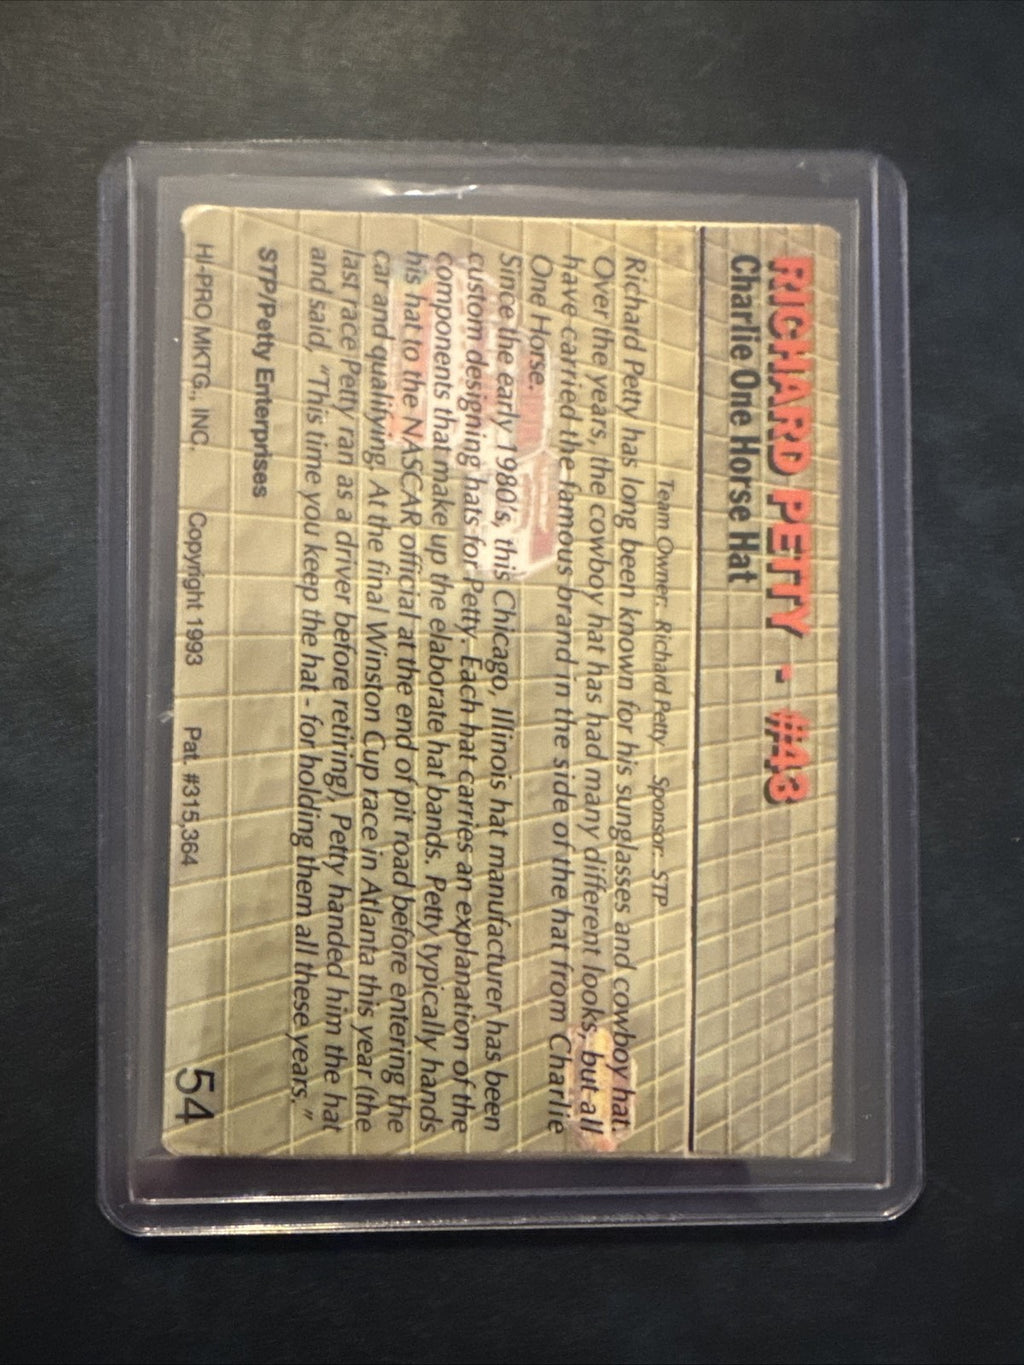 RICHARD PETTY - #43
Charlie One Horse Hat
Team Owner: Richard Petty Sponsor: STP
Richard Petty has long been known for his sunglasses and cowboy hat.
Over the years, the cowboy hat has had many different looks, but all
have carried the famous brand in the side of the hat from Charlie
One Horse.
Since the early 1980's, this Chicago, Illinois hat manufacturer has been
custom designing hats for Petty. Each hat carries an explanation of the
components that make up the elaborate hat bands. Petty typically hands
his hat to the NASCAR official at the end of pit road before entering the
car and qualifying. At the final Winston Cup race in Atlanta this year (the
last race Petty ran as a driver before retiring), Petty handed him the hat
and said, "This time you keep the hat - for holding them all these years."
STP/Petty Enterprises
HI-PRO MKTG., INC. Copyright 1993 Pat. #315,364 54